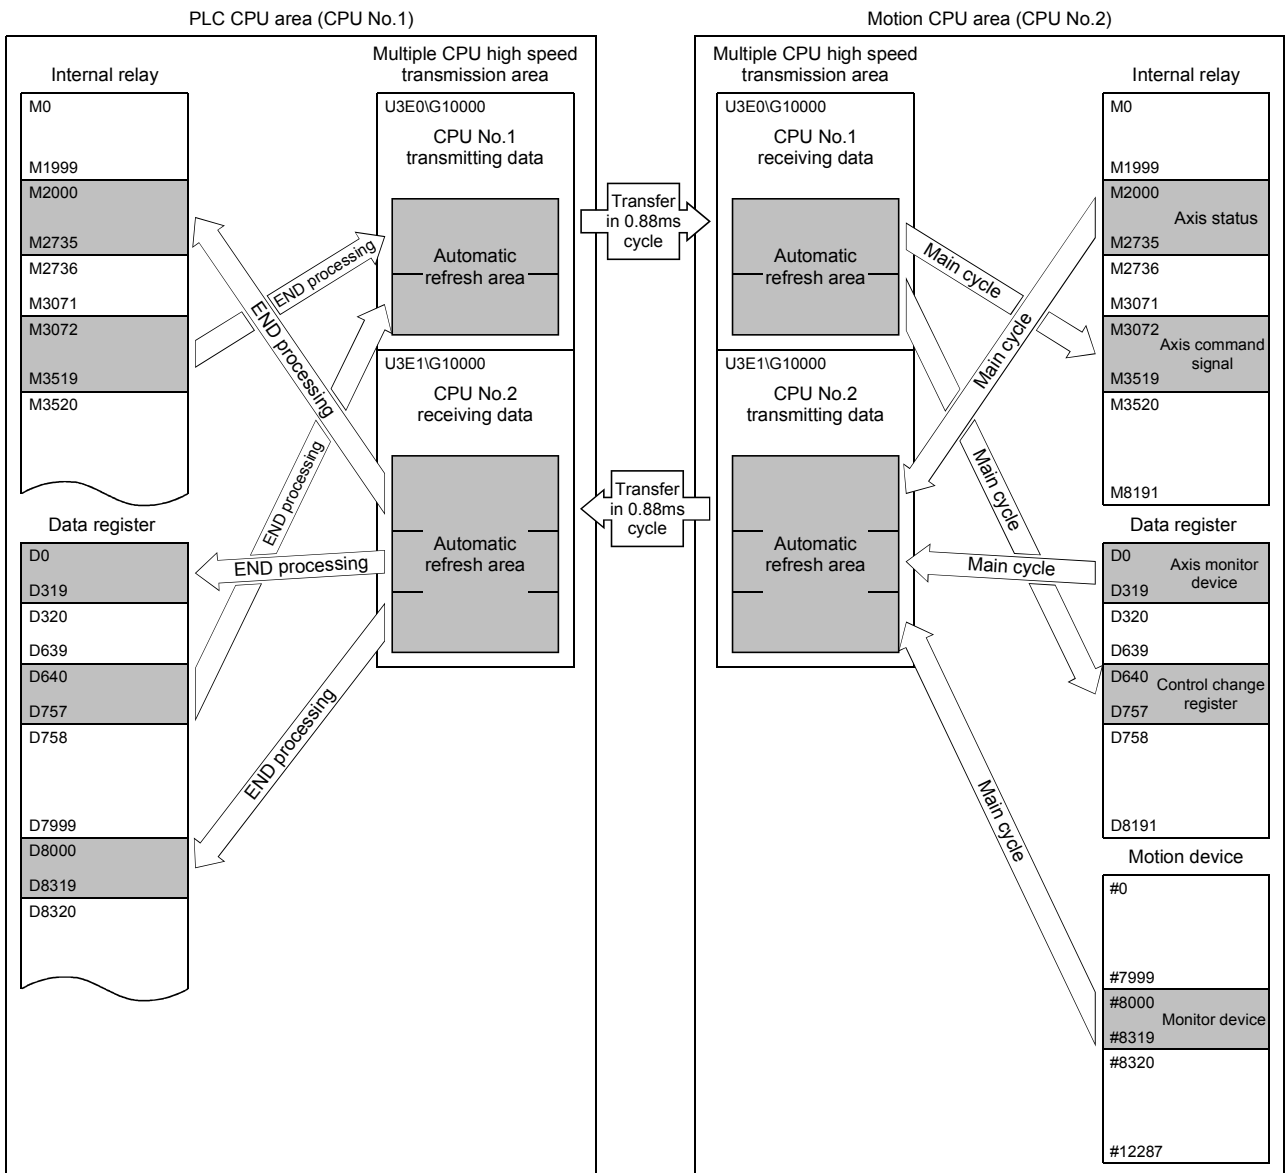 PLC CPU area (CPU No.1)
Internal relay
M0
M1999
M2000
M2735
M2736
M3071
M3072
M3519
M3520
Data register
D0
D319
D320
D639
D640
D757
D758
D7999
D8000
D8319
D8320
END processing
END processing
END processing
END processing
END processing
Multiple CPU high speed
transmission area
U3E0\G10000
CPU No.1
transmitting data
Automatic
refresh area
U3E1\G10000
CPU No.2
receiving data
Automatic
refresh area
Transfer
in 0.88ms
cycle
Transfer
in 0.88ms
cycle
Motion CPU area (CPU No.2)
Multiple CPU high speed
transmission area
U3E0\G10000
CPU No.1
receiving data
Automatic
refresh area
U3E1\G10000
CPU No.2
transmitting data
Automatic
refresh area
Main cycle
Main cycle
Main cycle
Main cycle
Main cycle
Internal relay
M0
M1999
M2000
Axis status
M2735
M2736
M3071
M3072
Axis command
signal
M3519
M3520
M8191
Data register
D0
Axis monitor
device
D319
D320
D639
D640
Control change
register
D757
D758
D8191
Motion device
#0
#7999
#8000
Monitor device
#8319
#8320
#12287